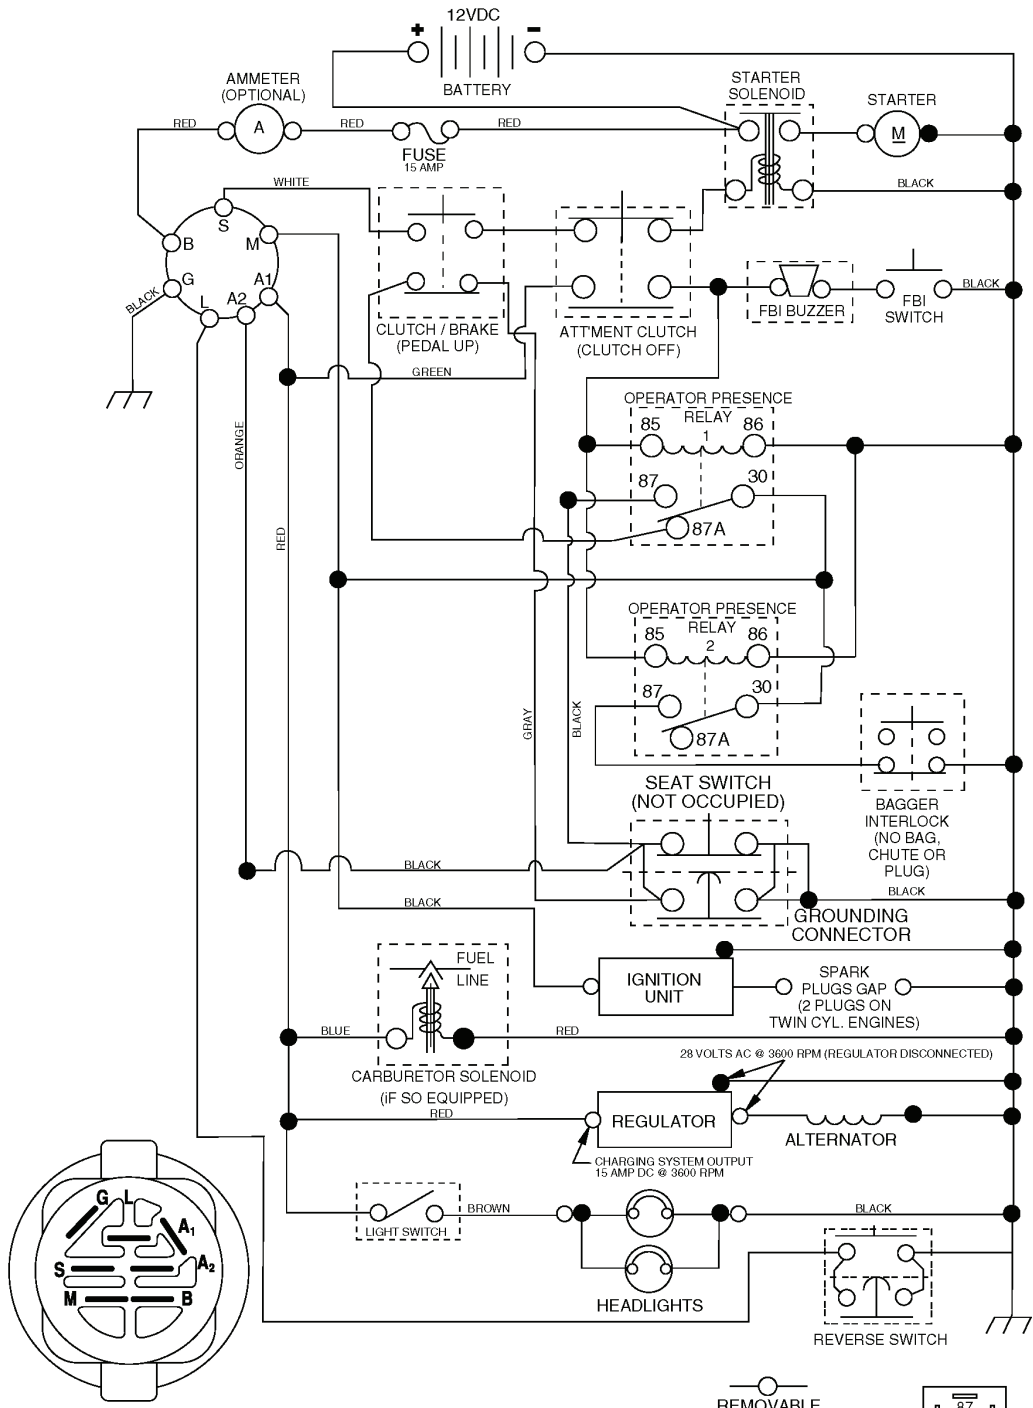 12VDC
+
-
BATTERY
AMMETER
(OPTIONAL)
A
RED
RED
RED
FUSE
15 AMP
STARTER
SOLENOID
STARTER
M
BLACK
WHITE
S
B
M
G
L
A2
A1
BLACK
CLUTCH / BRAKE
(PEDAL UP)
ATT'MENT CLUTCH
(CLUTCH OFF)
FBI BUZZER
FBI
SWITCH
BLACK
GREEN
ORANGE
RED
OPERATOR PRESENCE
RELAY
1
85
86
87
30
87A
OPERATOR PRESENCE
RELAY
2
85
86
87
30
87A
GRAY
BLACK
SEAT SWITCH
(NOT OCCUPIED)
BAGGER
INTERLOCK
(NO BAG,
CHUTE OR
PLUG)
BLACK
BLACK
BLACK
GROUNDING
CONNECTOR
FUEL
LINE
IGNITION
UNIT
SPARK
PLUGS GAP
(2 PLUGS ON
TWIN CYL. ENGINES)
BLUE
RED
CARBURETOR SOLENOID
(iF SO EQUIPPED)
28 VOLTS AC @ 3600 RPM (REGULATOR DISCONNECTED)
RED
REGULATOR
ALTERNATOR
CHARGING SYSTEM OUTPUT
15 AMP DC @ 3600 RPM
LIGHT SWITCH
BROWN
BLACK
HEADLIGHTS
REVERSE SWITCH
G
L
A1
A2
S
M
B
REMOVABLE
87